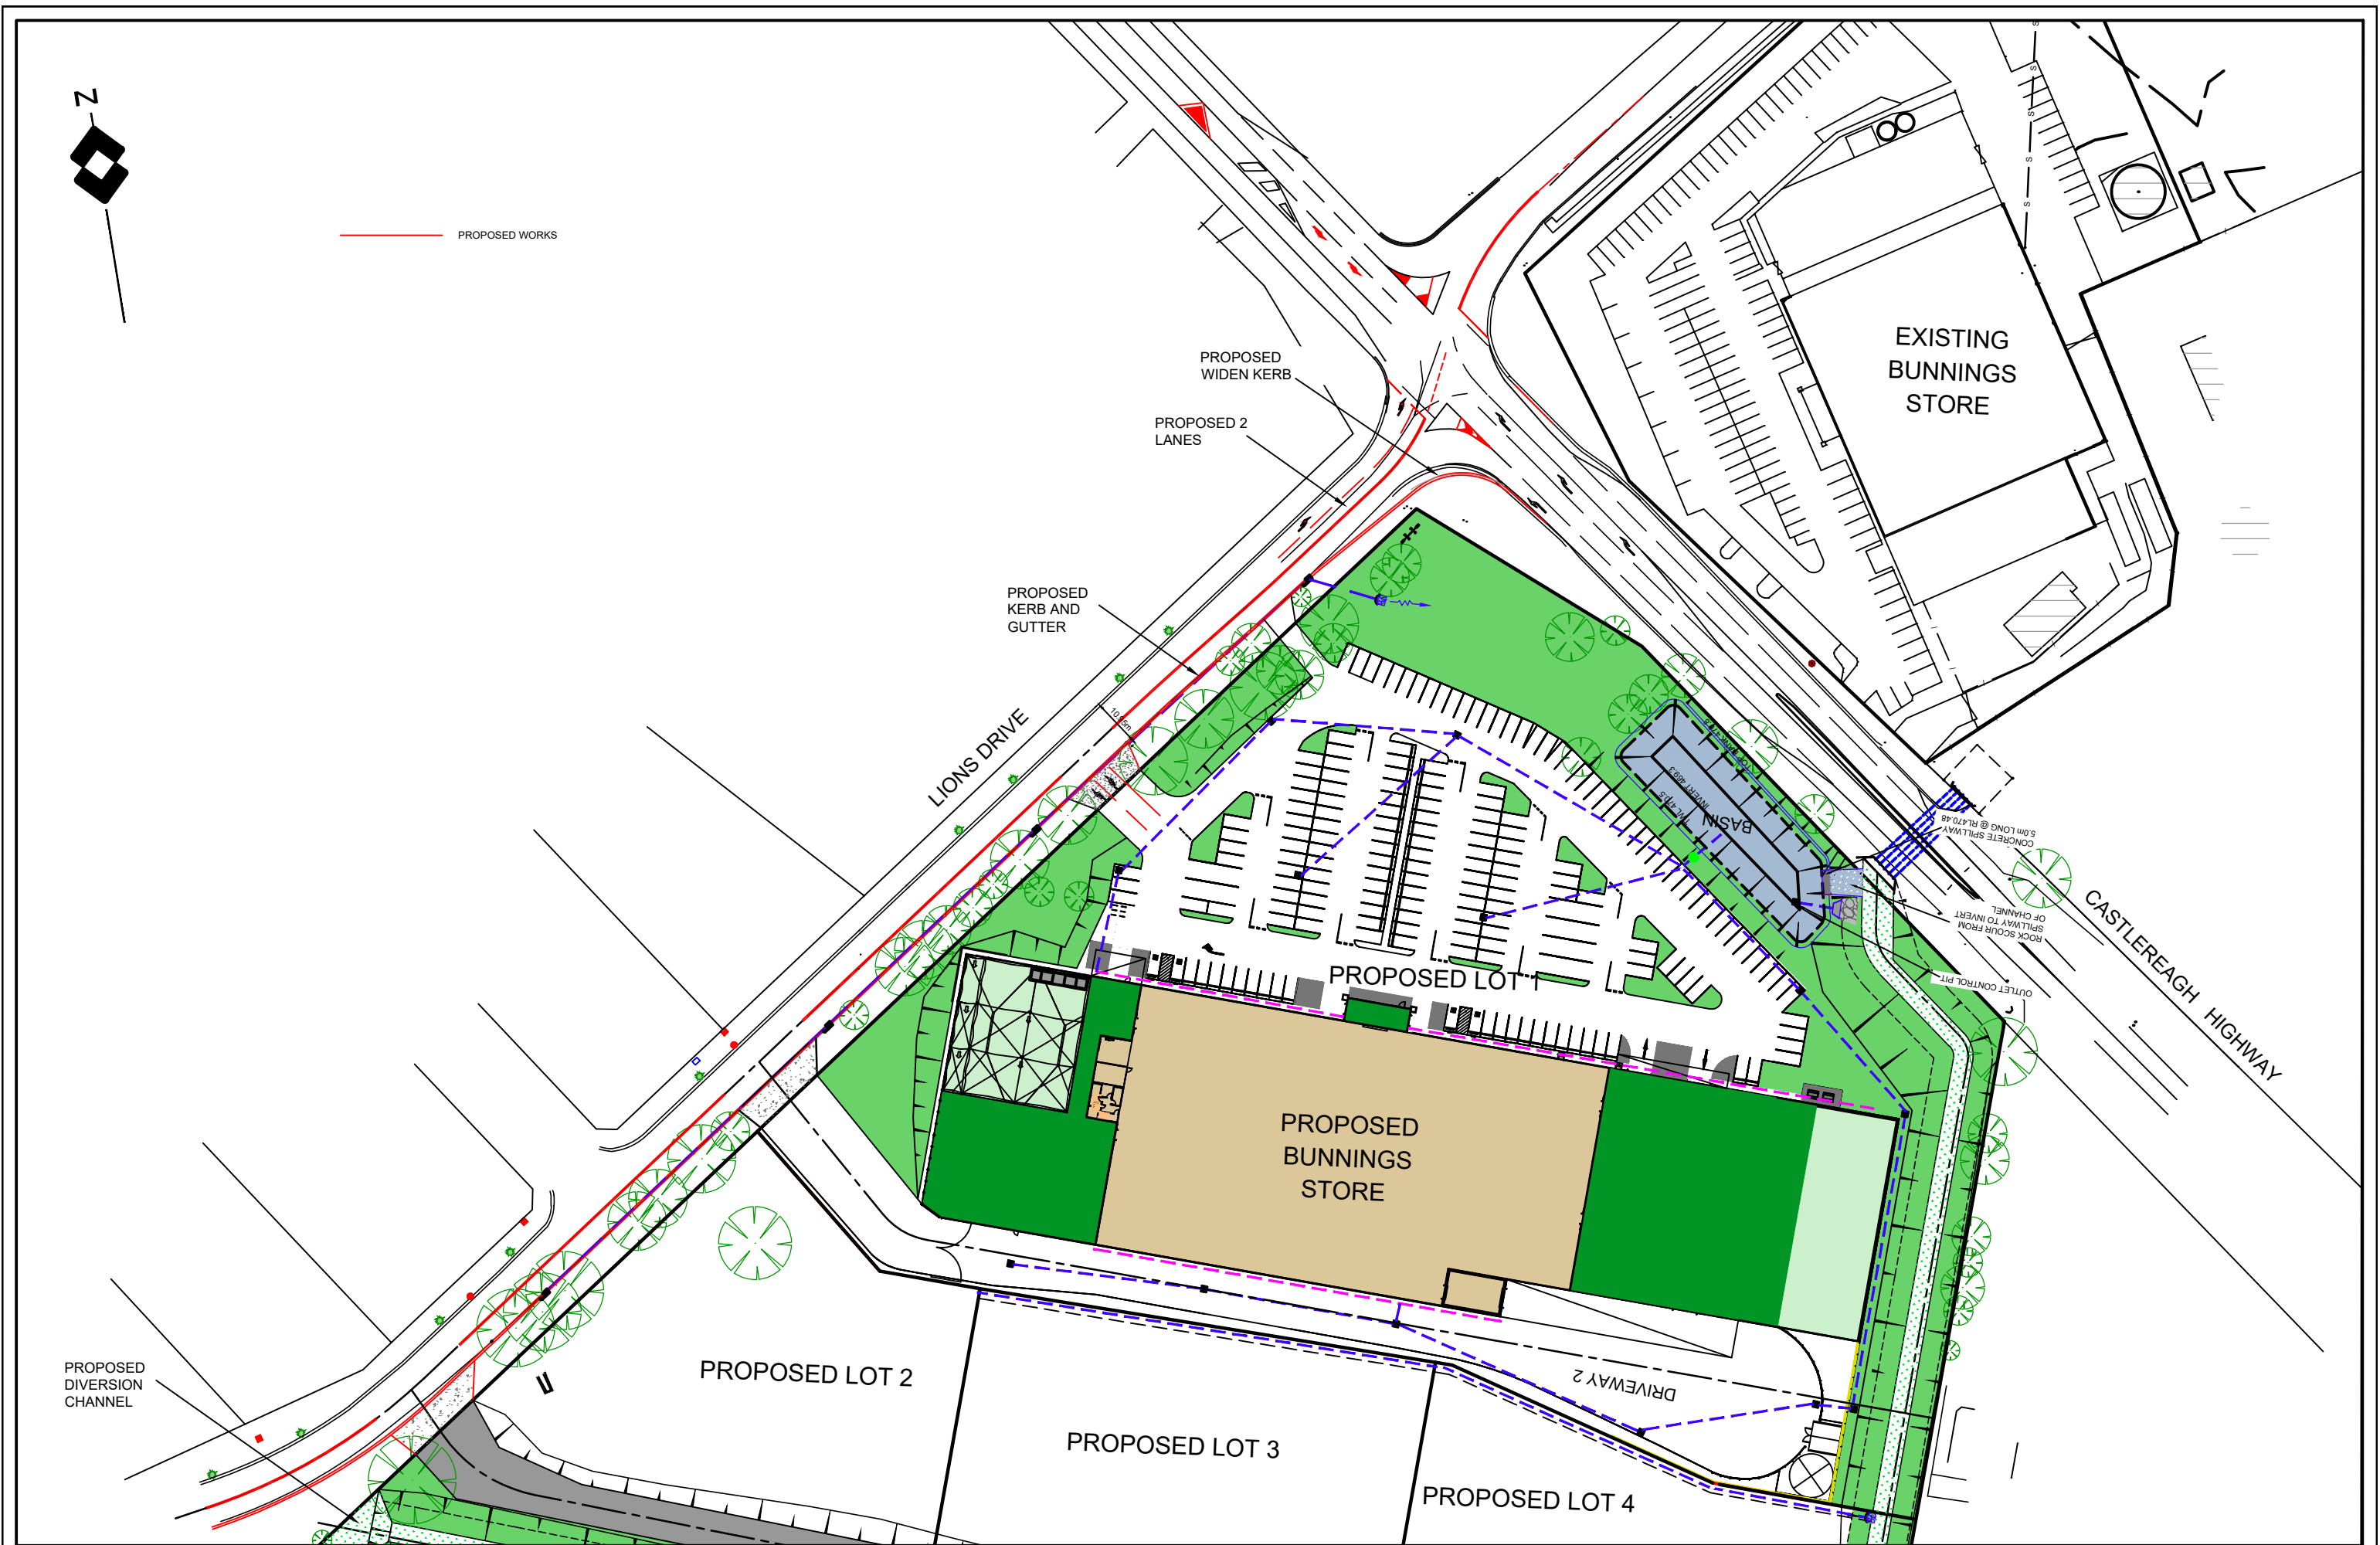 N
PROPOSED WORKS
EXISTING
BUNNINGS
STORE
PROPOSED
WIDEN KERB
PROPOSED 2
LANES
PROPOSED
KERB AND
GUTTER
LIONS DRIVE
BASIN
INVERT 469.3
CONCRETE SPILLWAY
5.0m LONG @ RL470.48
ROCK SCOUR FROM
SPILLWAY TO INVERT
OF CHANNEL
OUTLET CONTROL PIT
CASTLEREAGH HIGHWAY
PROPOSED LOT 1
PROPOSED
BUNNINGS
STORE
DRIVEWAY 2
PROPOSED LOT 2
PROPOSED
DIVERSION
CHANNEL
PROPOSED LOT 3
PROPOSED LOT 4
S
S
S
S
S